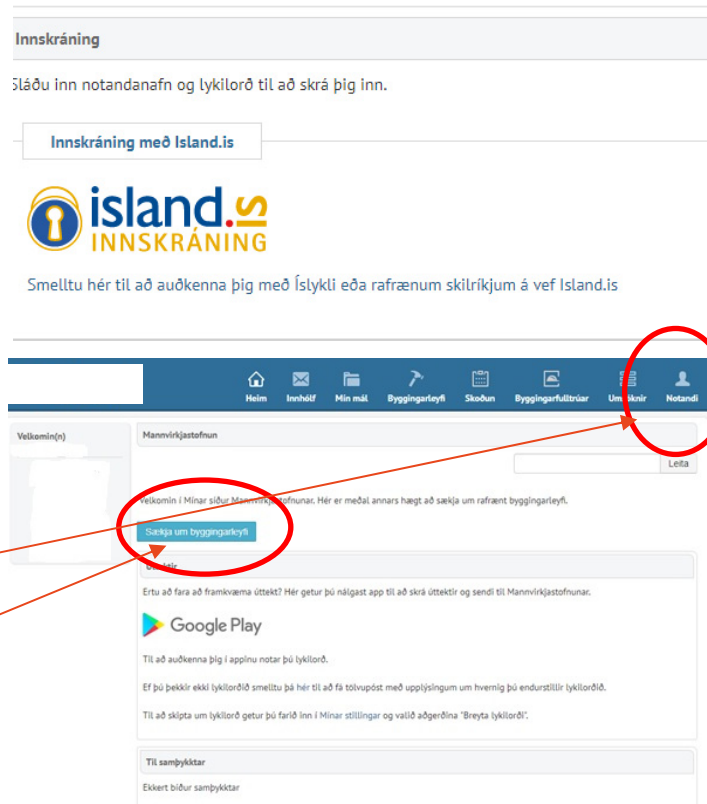 Innskráning
Sláðu inn notandanafn og lykilorð til að skrá þig inn.
Innskráning með Island.is
island.is
INNSKRÁNING
Smelltu hér til að auðkenna þig með Íslykli eða rafrænum skilríkjum á vef Island.is
Heim Innhólf Mín mál Byggingarleyfi Skoðun Byggingarfulltrúar Umsóknir Notandi
Velkomin(n)
Mannvirkjastofnun
Leita
Velkomin í Mínar síður Mannvirkjastofnunar. Hér er meðal annars hægt að sækja um rafrænt byggingarleyfi.
Sækja um byggingarleyfi
Úttektir
Ertu að fara að framkvæma úttekt? Hér getur þú nálgast app til að skrá úttektir og sendi til Mannvirkjastofnunar.
Google Play
Til að auðkenna þig í appinu notar þú lykilorð.
Ef þú þekkir ekki lykilorðið smelltu þá hér til að fá tölvupóst með upplýsingum um hvernig þú endurstillir lykilorðið.
Til að skipta um lykilorð getur þú farið inn í Mínar stillingar og valið aðgerðina "Breyta lykilorði".
Til samþykktar
Ekkert bíður samþykktar